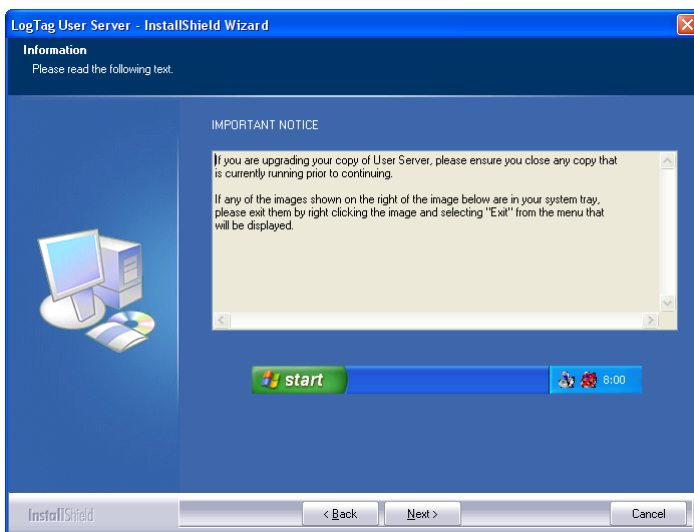 LogTag User Server - InstallShield Wizard
Information
Please read the following text.
IMPORTANT NOTICE
If you are upgrading your copy of User Server, please ensure you close any copy that
is currently running prior to continuing.
If any of the images shown on the right of the image below are in your system tray,
please exit them by right clicking the image and selecting "Exit" from the menu that
will be displayed.
start
8:00
InstallShield
< Back
Next >
Cancel